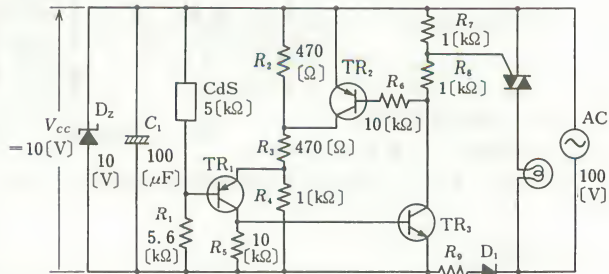 R₇
1〔kΩ〕
R₂ 470
〔Ω〕
TR₂
R₆
R₈
1〔kΩ〕
CdS
5〔kΩ〕
AC
Vcc
=10〔V〕
D_Z
10
〔V〕
C₁
100
〔μF〕
R₃
470〔Ω〕
10〔kΩ〕
100
〔V〕
TR₁
R₄
1〔kΩ〕
R₁
5.6
〔kΩ〕
R₅
10
〔kΩ〕
TR₃
R₉ D₁